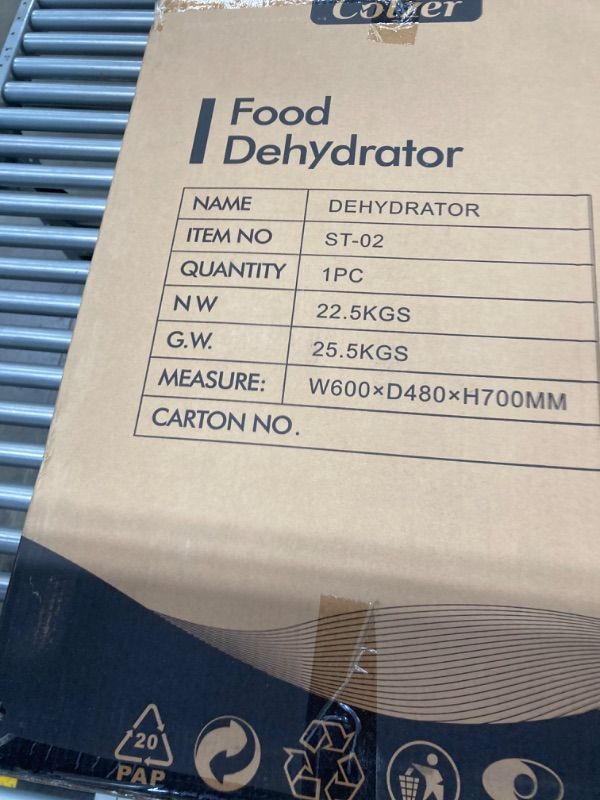 Colzer
Food
Dehydrator
NAME DEHYDRATOR
ITEM NO ST-02
QUANTITY 1PC
N W 22.5KGS
G.W. 25.5KGS
MEASURE: W600×D480×H700MM
CARTON NO.
20
PAP